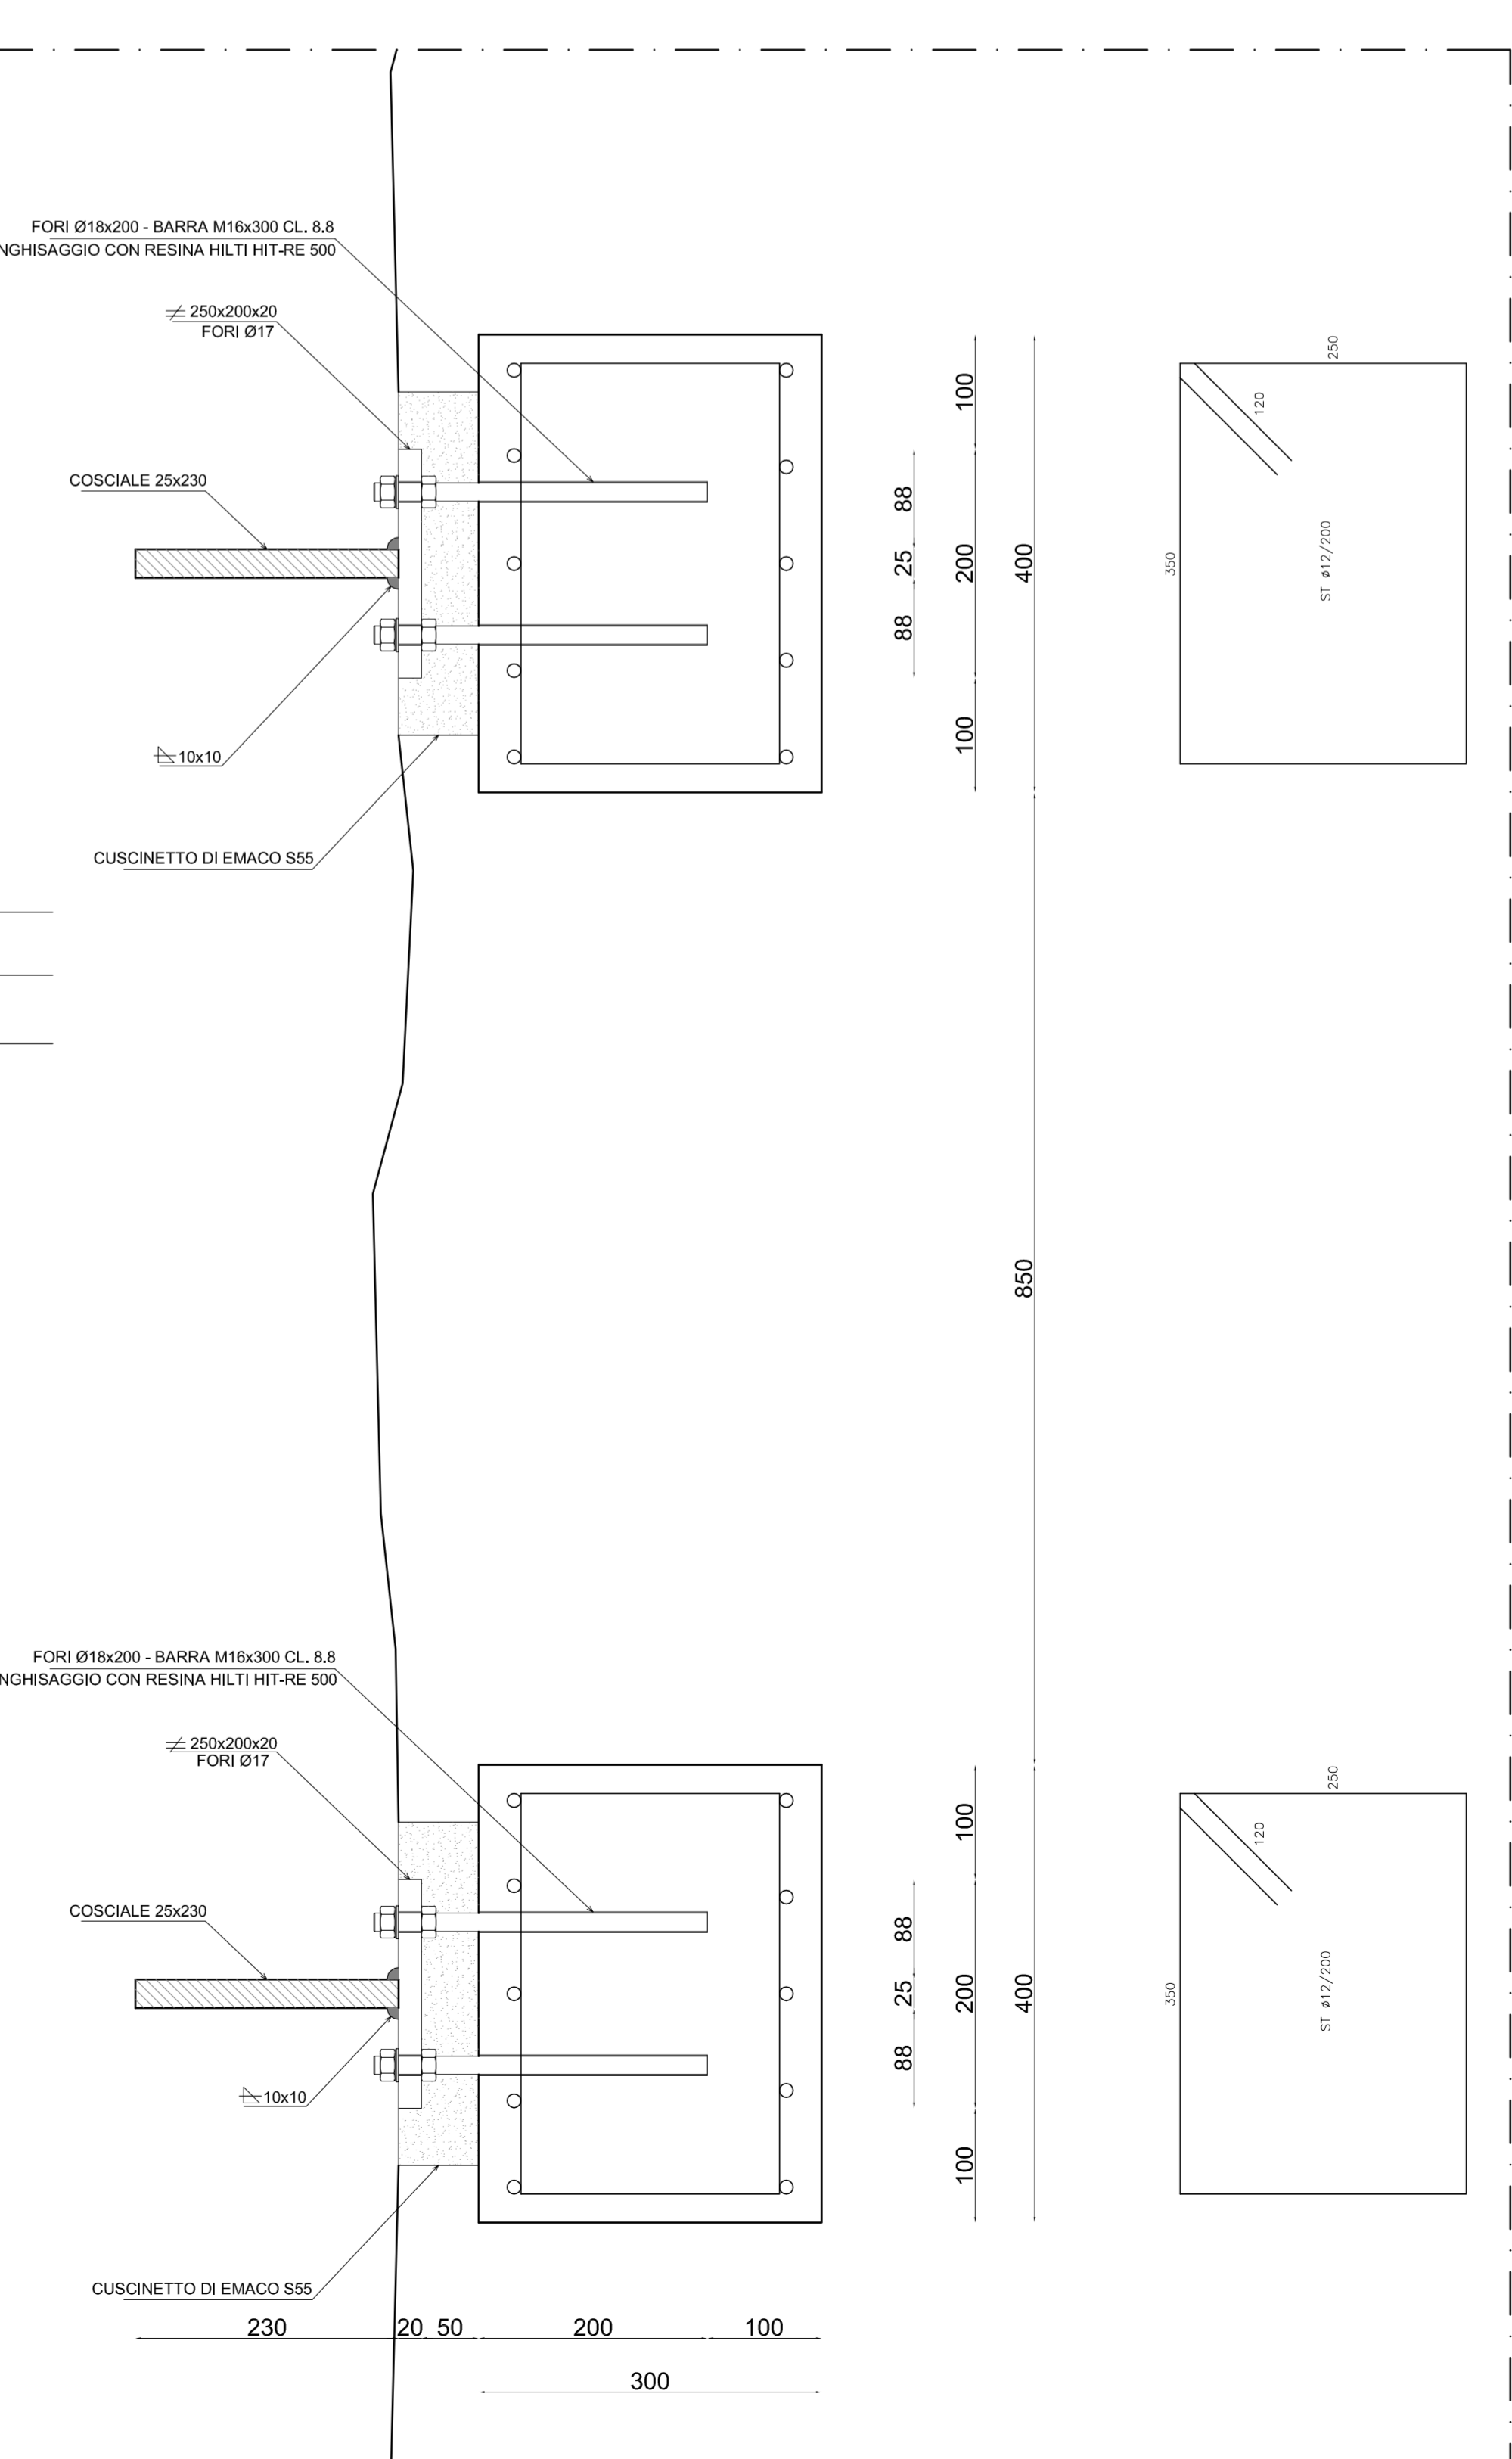 FORI Ø18x200 - BARRA M16x300 CL. 8.8
NGHISAGGIO CON RESINA HILTI HIT-RE 500
250x200x20
FORI Ø17
COSCIALE 25x230
10x10
CUSCINETTO DI EMACO S55
100
88
25
88
200
100
400
250
120
350
ST ø12/200
850
FORI Ø18x200 - BARRA M16x300 CL. 8.8
NGHISAGGIO CON RESINA HILTI HIT-RE 500
250x200x20
FORI Ø17
COSCIALE 25x230
10x10
CUSCINETTO DI EMACO S55
100
88
25
88
200
100
400
250
120
350
ST ø12/200
230
20
50
200
100
300